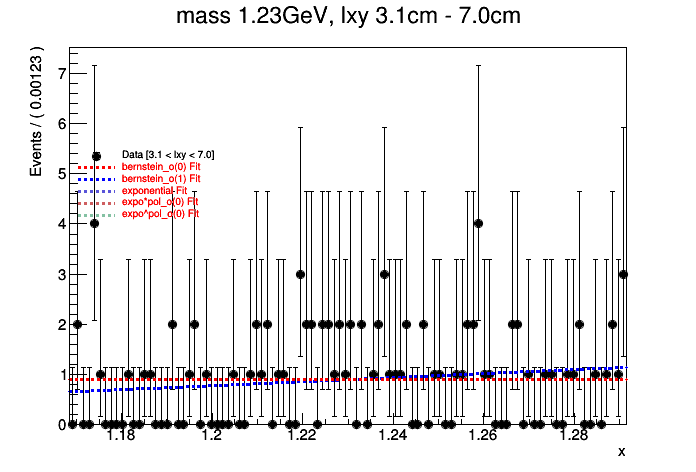 mass 1.23GeV, lxy 3.1cm - 7.0cm
Events / ( 0.00123 )
7
6
5
4
3
2
1
0
Data [3.1 < lxy < 7.0]
bernstein_o(0) Fit
bernstein_o(1) Fit
exponential Fit
expo*pol_o(0) Fit
expo*pol_o(0) Fit
1.18
1.2
1.22
1.24
1.26
1.28
x